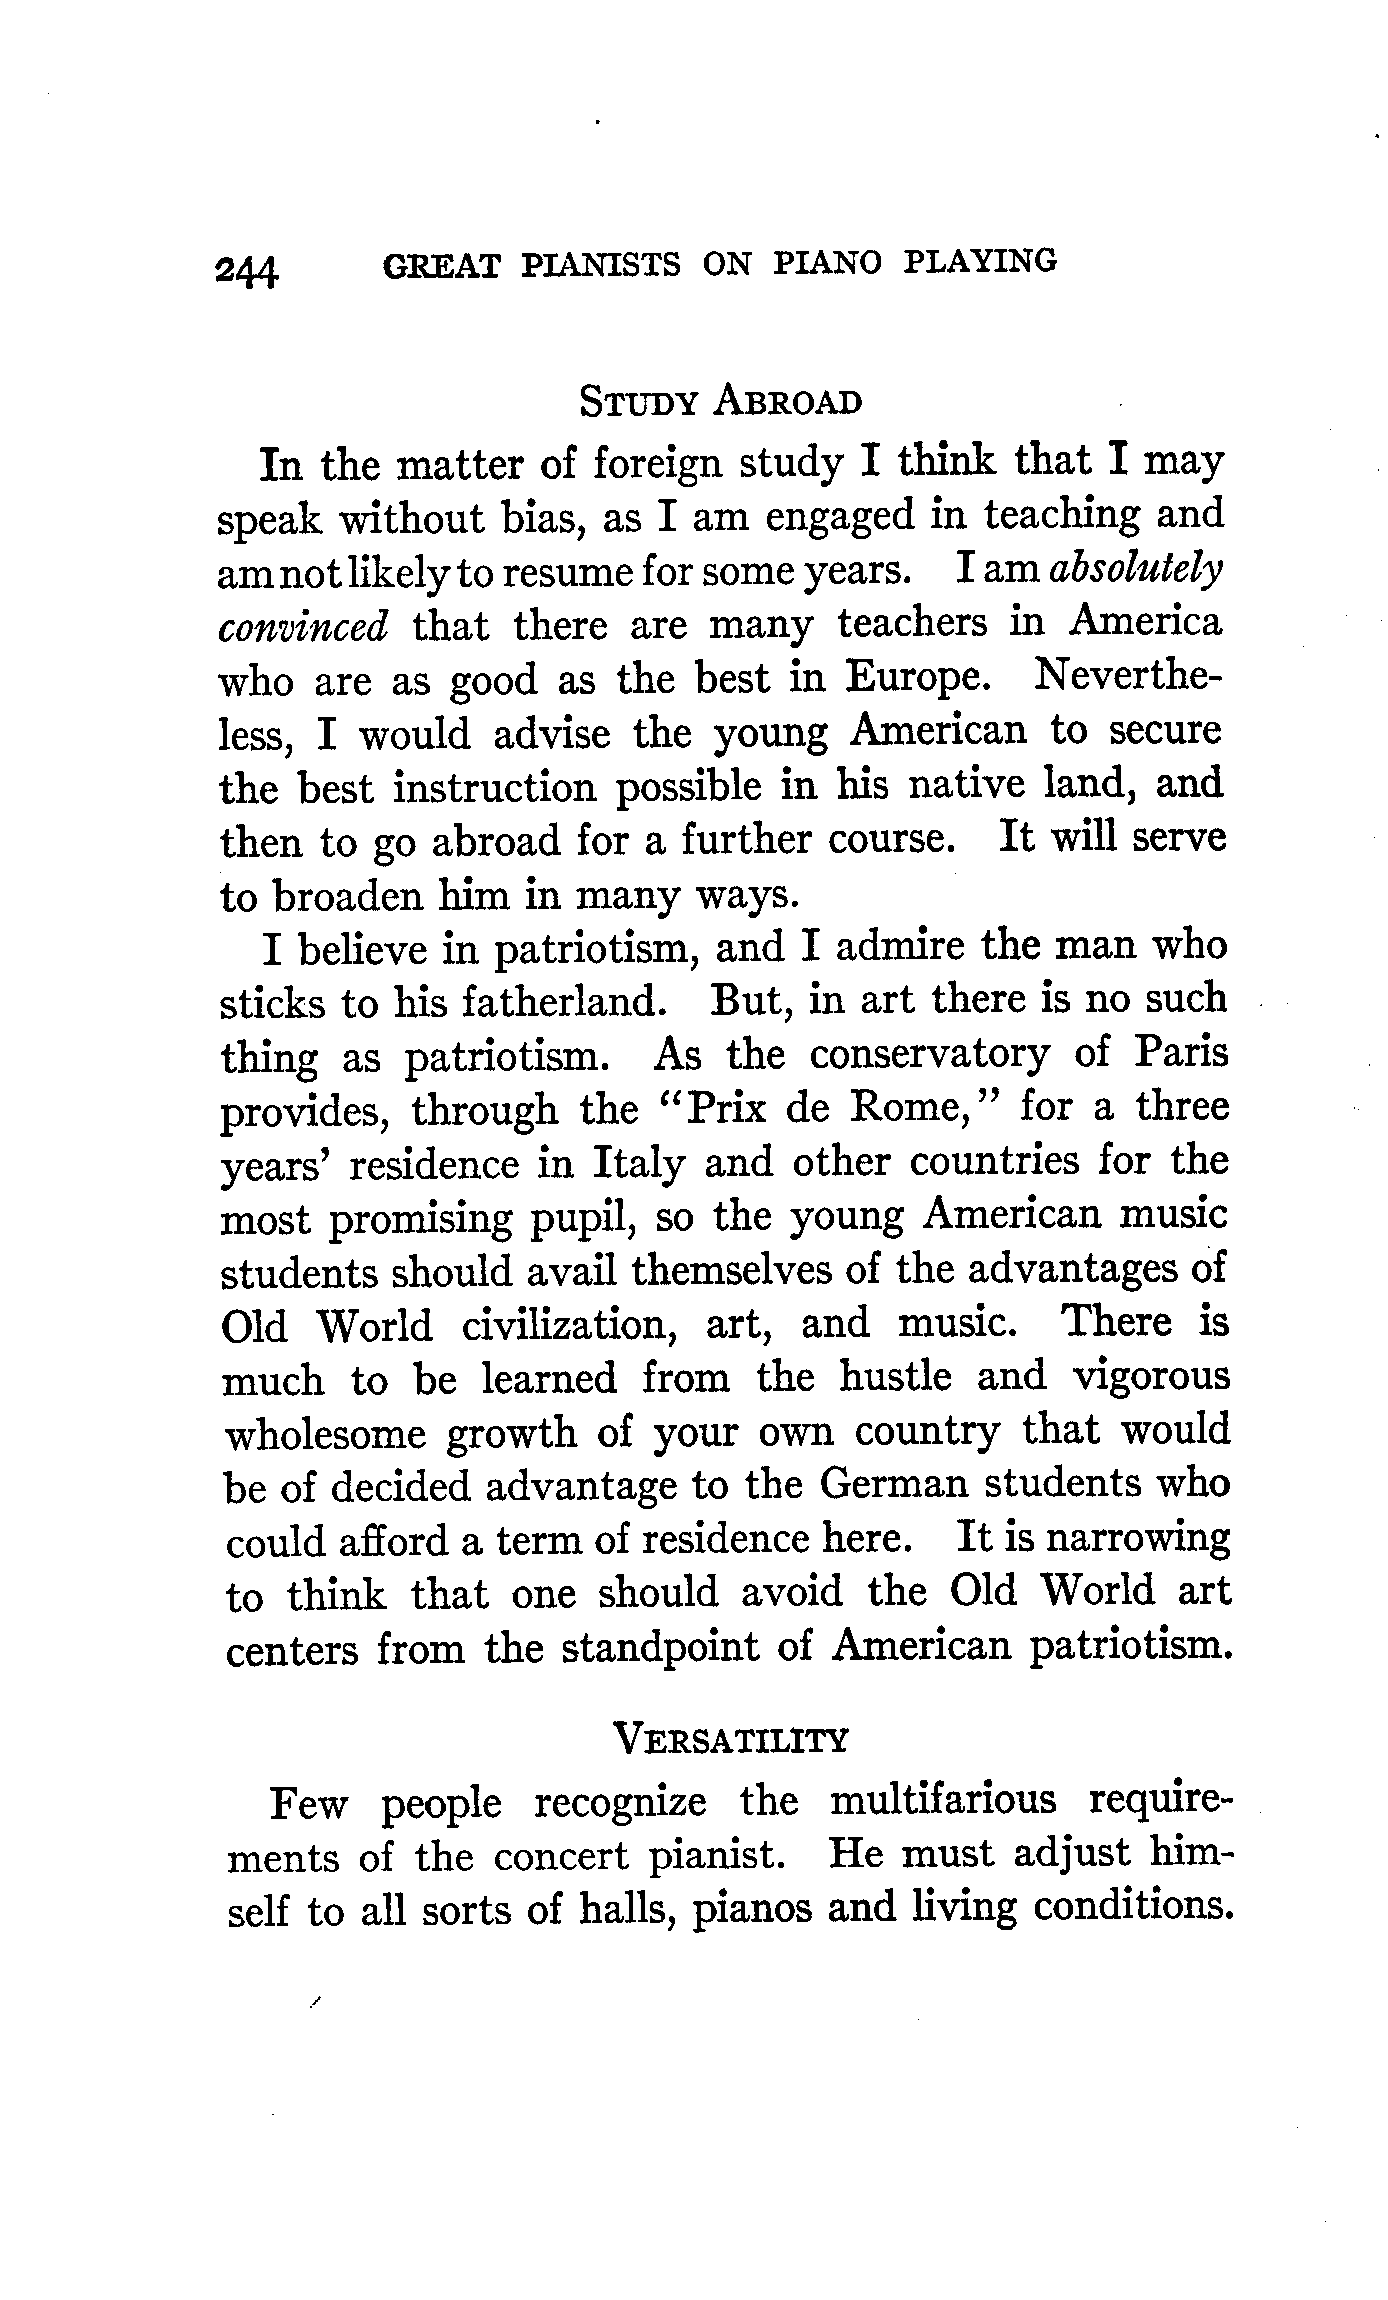 244 GREAT PIANISTS ON PIANO PLAYING
STUDY ABROAD
In the matter of foreign study I think that I may
speak without bias, as I am engaged in teaching and
am not likely to resume for some years. I am absolutely
convinced that there are many teachers in America
who are as good as the best in Europe. Neverthe-
less, I would advise the young American to secure
the best instruction possible in his native land, and
then to go abroad for a further course. It will serve
to broaden him in many ways.
I believe in patriotism, and I admire the man who
sticks to his fatherland. But, in art there is no such
thing as patriotism. As the conservatory of Paris
provides, through the "Prix de Rome," for a three
years' residence in Italy and other countries for the
most promising pupil, so the young American music
students should avail themselves of the advantages of
Old World civilization, art, and music. There is
much to be learned from the hustle and vigorous
wholesome growth of your own country that would
be of decided advantage to the German students who
could afford a term of residence here. It is narrowing
to think that one should avoid the Old World art
centers from the standpoint of American patriotism.
VERSATILITY
Few people recognize the multifarious require-
ments of the concert pianist. He must adjust him-
self to all sorts of halls, pianos and living conditions.